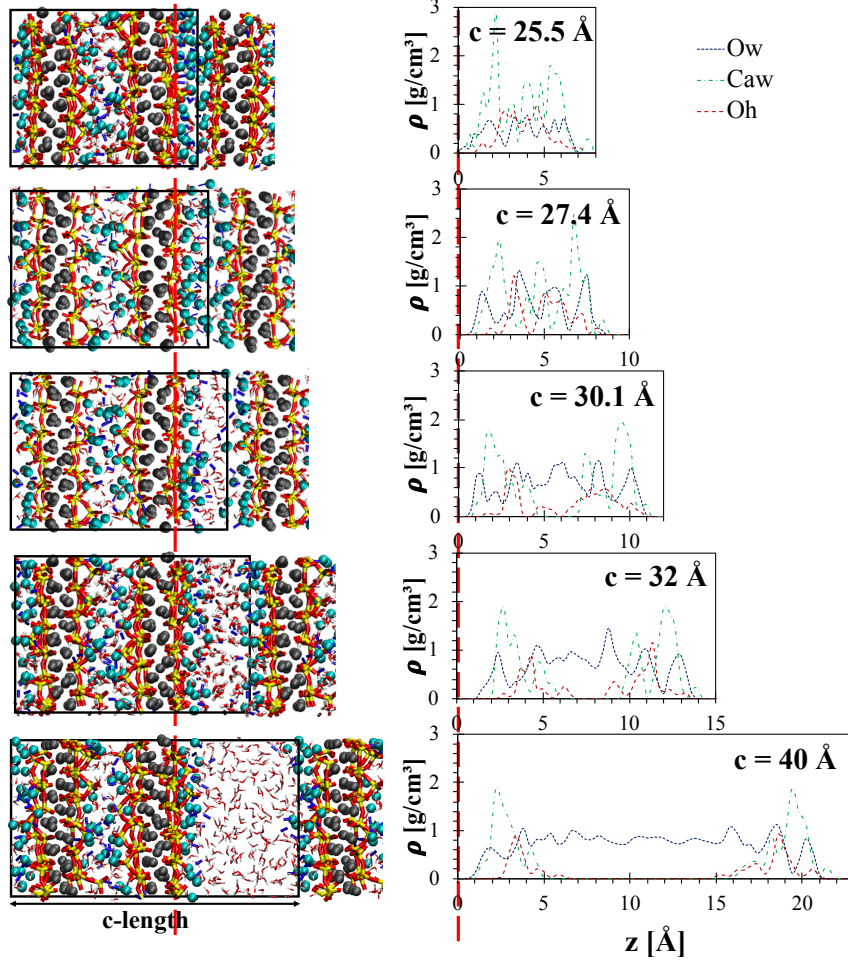 c = 25.5 Å
ρ [g/cm³]
3
2
1
0
0
5
Ow
Caw
Oh
c = 27.4 Å
ρ [g/cm³]
3
2
1
0
0
5
10
c = 30.1 Å
ρ [g/cm³]
3
2
1
0
0
5
10
c = 32 Å
ρ [g/cm³]
3
2
1
0
0
5
10
15
c = 40 Å
ρ [g/cm³]
3
2
1
0
0
5
10
15
20
c-length
z [Å]